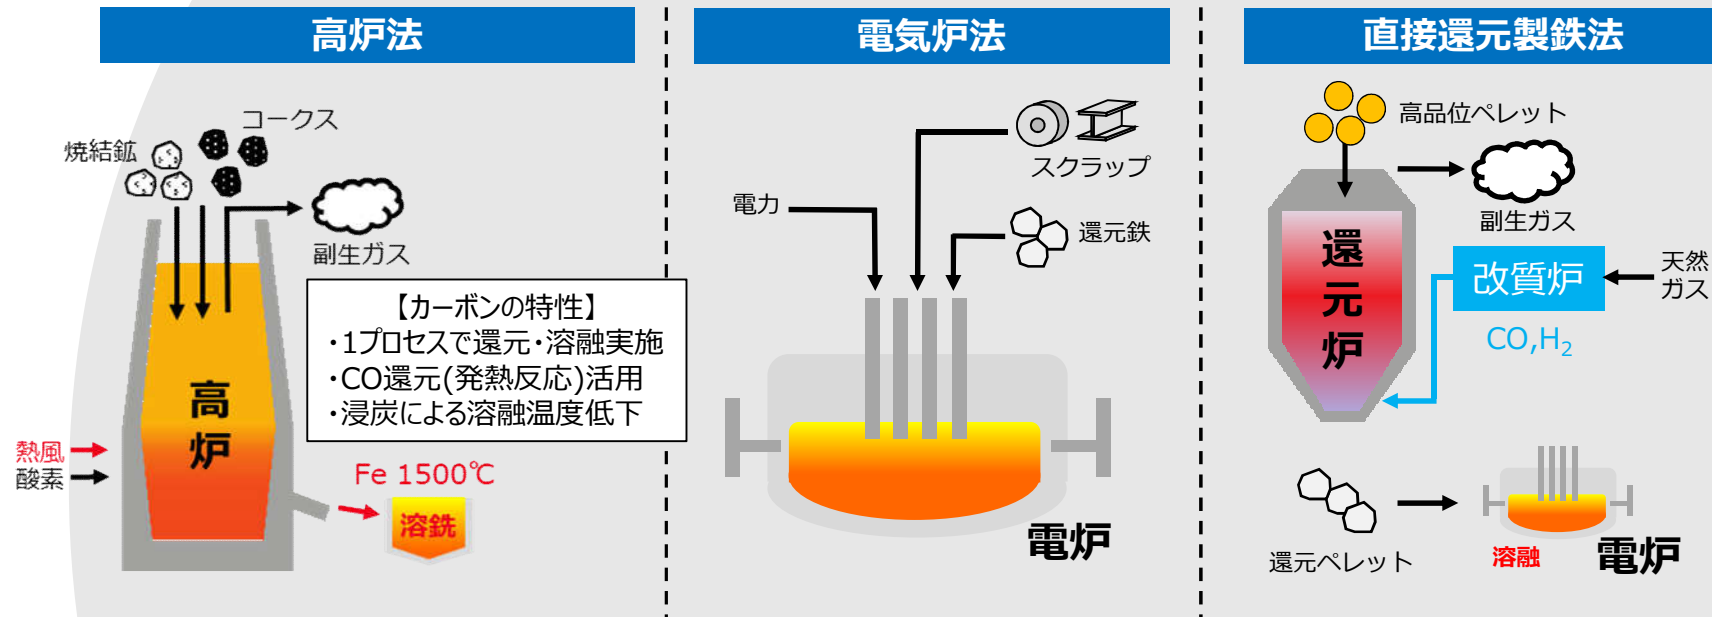 高炉法
コークス
焼結鉱
副生ガス
【カーボンの特性】
・1プロセスで還元・溶融実施
・CO還元(発熱反応)活用
・浸炭による溶融温度低下
高
炉
熱風
酸素
Fe 1500℃
溶銑
電気炉法
スクラップ
電力
還元鉄
電炉
直接還元製鉄法
高品位ペレット
副生ガス
還
元
炉
改質炉
天然
ガス
CO,H₂
還元ペレット
溶融
電炉